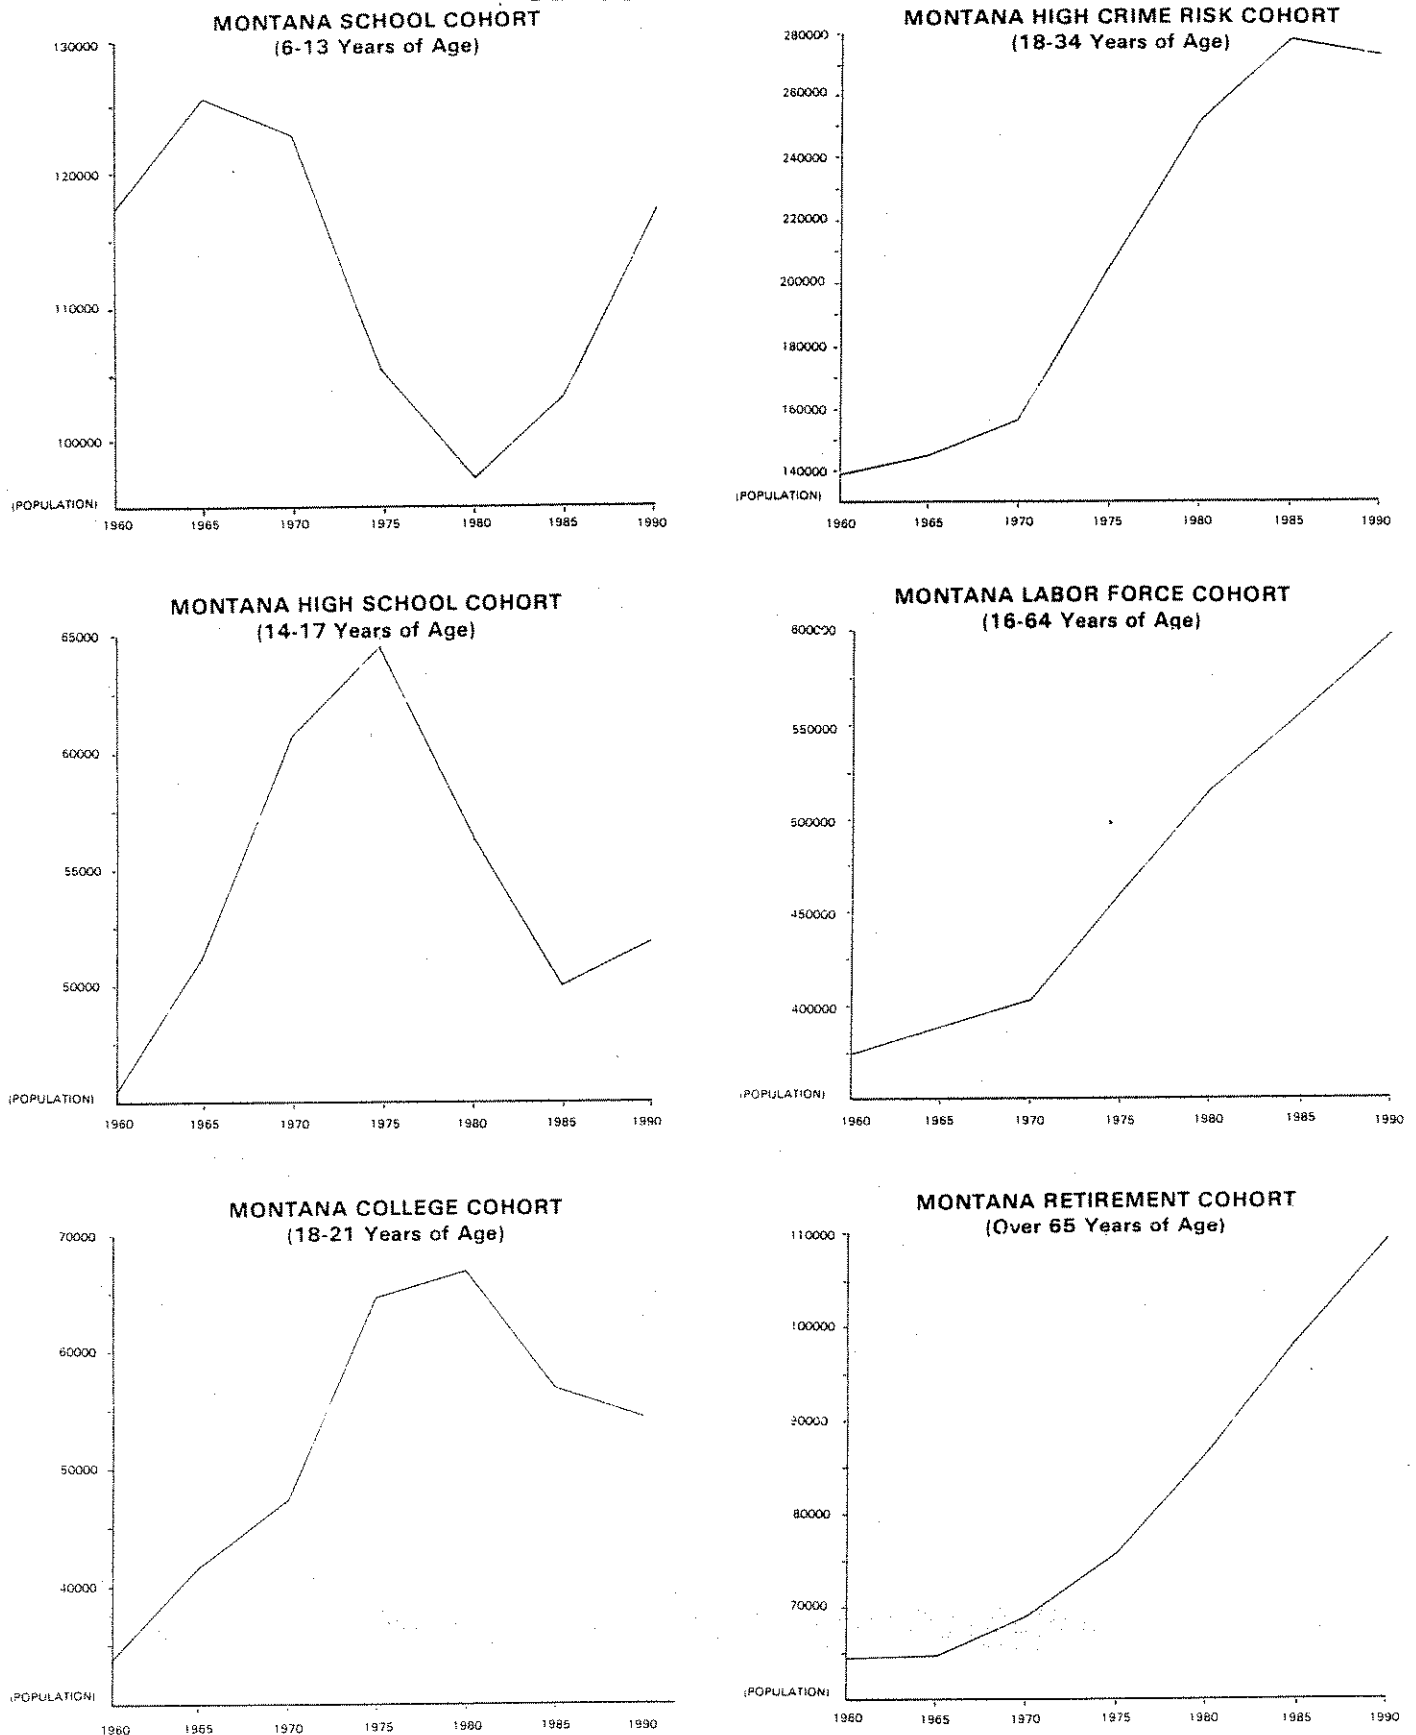 MONTANA SCHOOL COHORT
(6-13 Years of Age)
130000
120000
110000
100000
(POPULATION)
1960 1965 1970 1975 1980 1985 1990
MONTANA HIGH CRIME RISK COHORT
(18-34 Years of Age)
280000
260000
240000
220000
200000
180000
160000
140000
(POPULATION)
1960 1965 1970 1975 1980 1985 1990
MONTANA HIGH SCHOOL COHORT
(14-17 Years of Age)
65000
60000
55000
50000
(POPULATION)
1960 1965 1970 1975 1980 1985 1990
MONTANA LABOR FORCE COHORT
(16-64 Years of Age)
600000
550000
500000
450000
400000
(POPULATION)
1960 1965 1970 1975 1980 1985 1990
MONTANA COLLEGE COHORT
(18-21 Years of Age)
70000
60000
50000
40000
(POPULATION)
1960 1965 1970 1975 1980 1985 1990
MONTANA RETIREMENT COHORT
(Over 65 Years of Age)
110000
100000
90000
80000
70000
(POPULATION)
1960 1965 1970 1975 1980 1985 1990